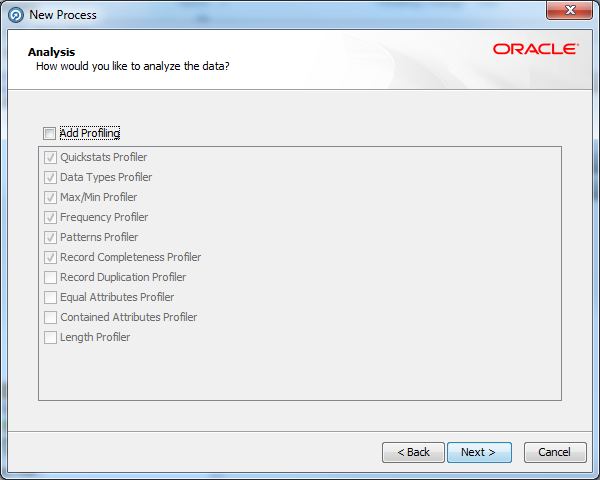 New Process
Analysis
How would you like to analyze the data?
ORACLE
Add Profiling
Quickstats Profiler
Data Types Profiler
Max/Min Profiler
Frequency Profiler
Patterns Profiler
Record Completeness Profiler
Record Duplication Profiler
Equal Attributes Profiler
Contained Attributes Profiler
Length Profiler
< Back Next > Cancel